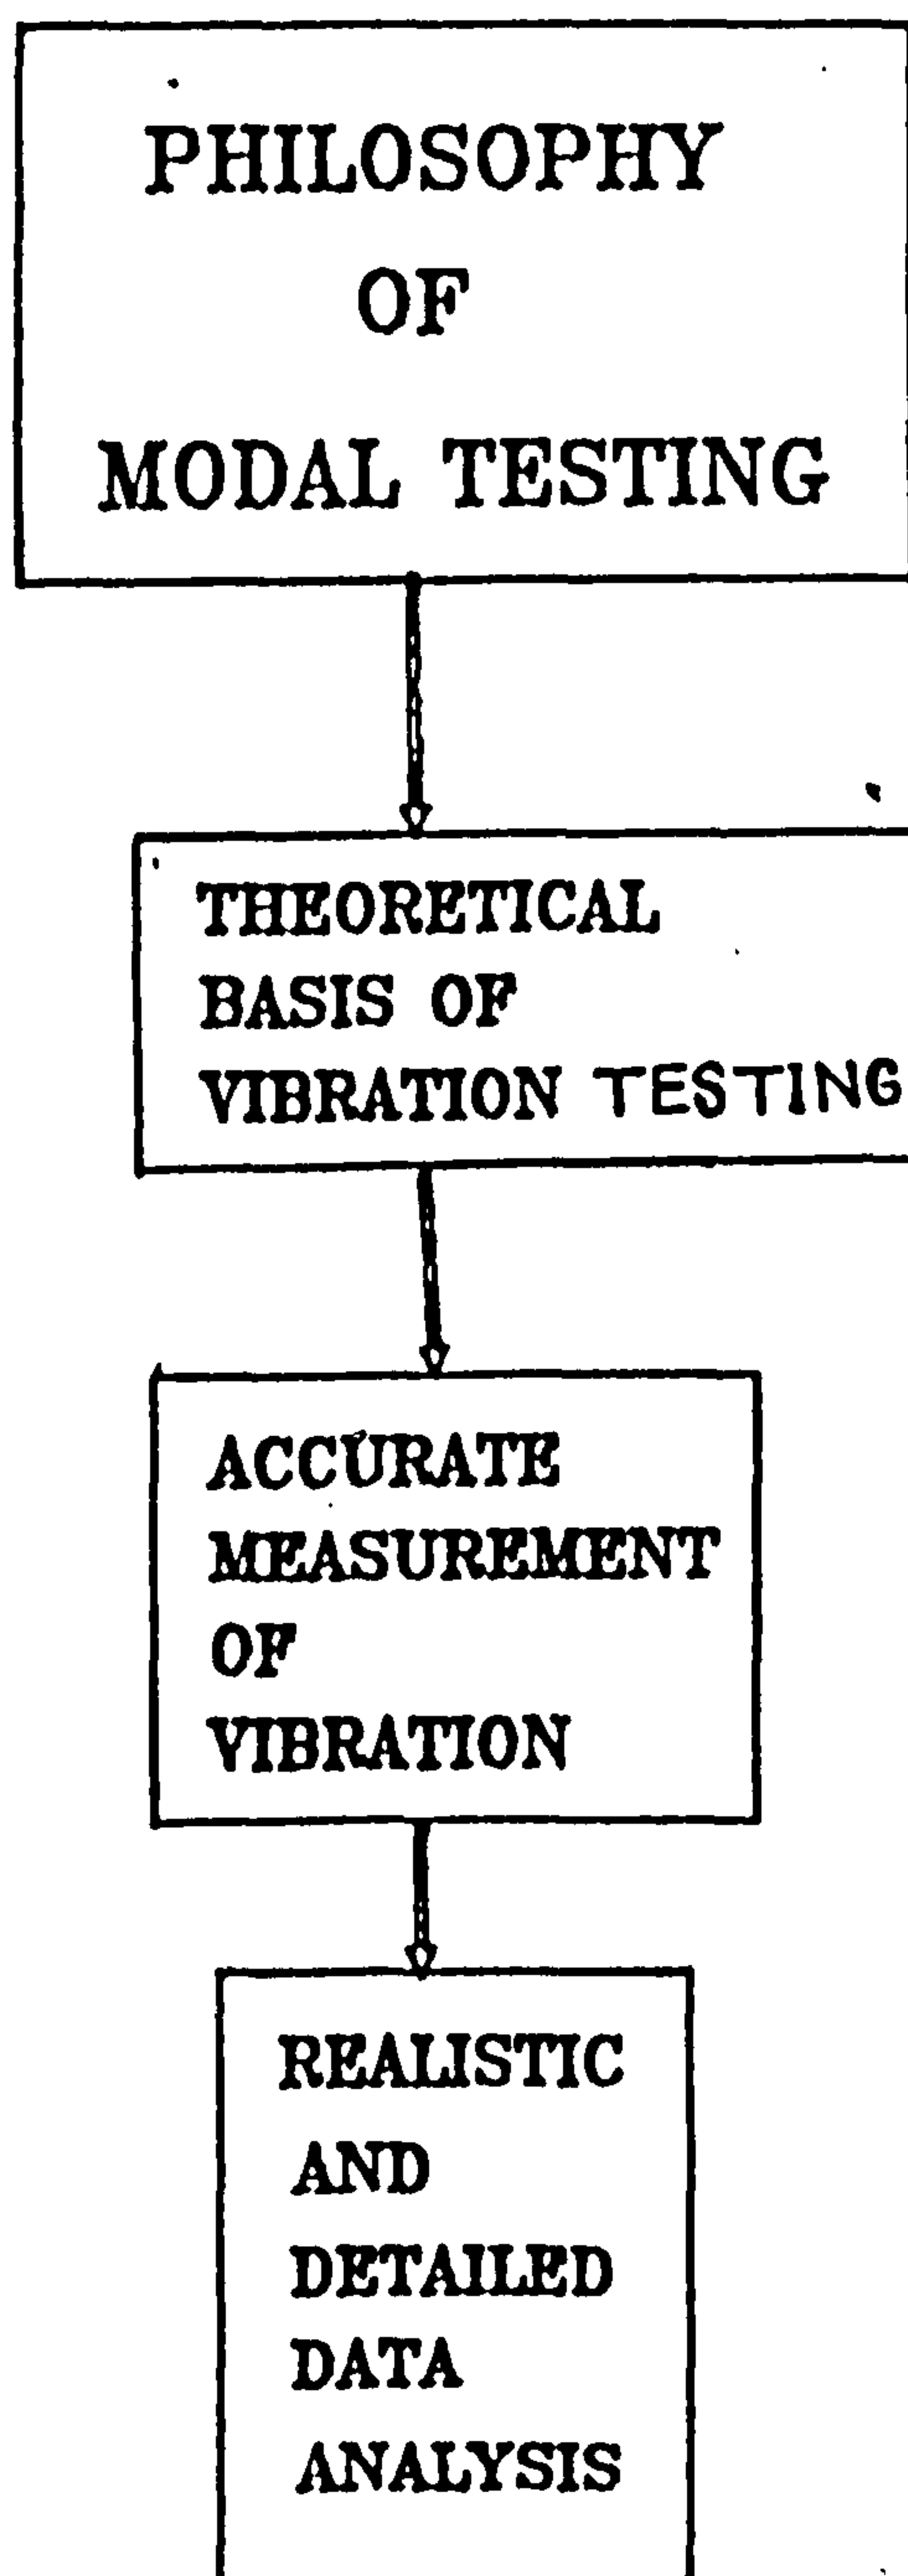 PHILOSOPHY
OF
MODAL TESTING
THEORETICAL
BASIS OF
VIBRATION TESTING
ACCURATE
MEASUREMENT
OF
VIBRATION
REALISTIC
AND
DETAILED
DATA
ANALYSIS